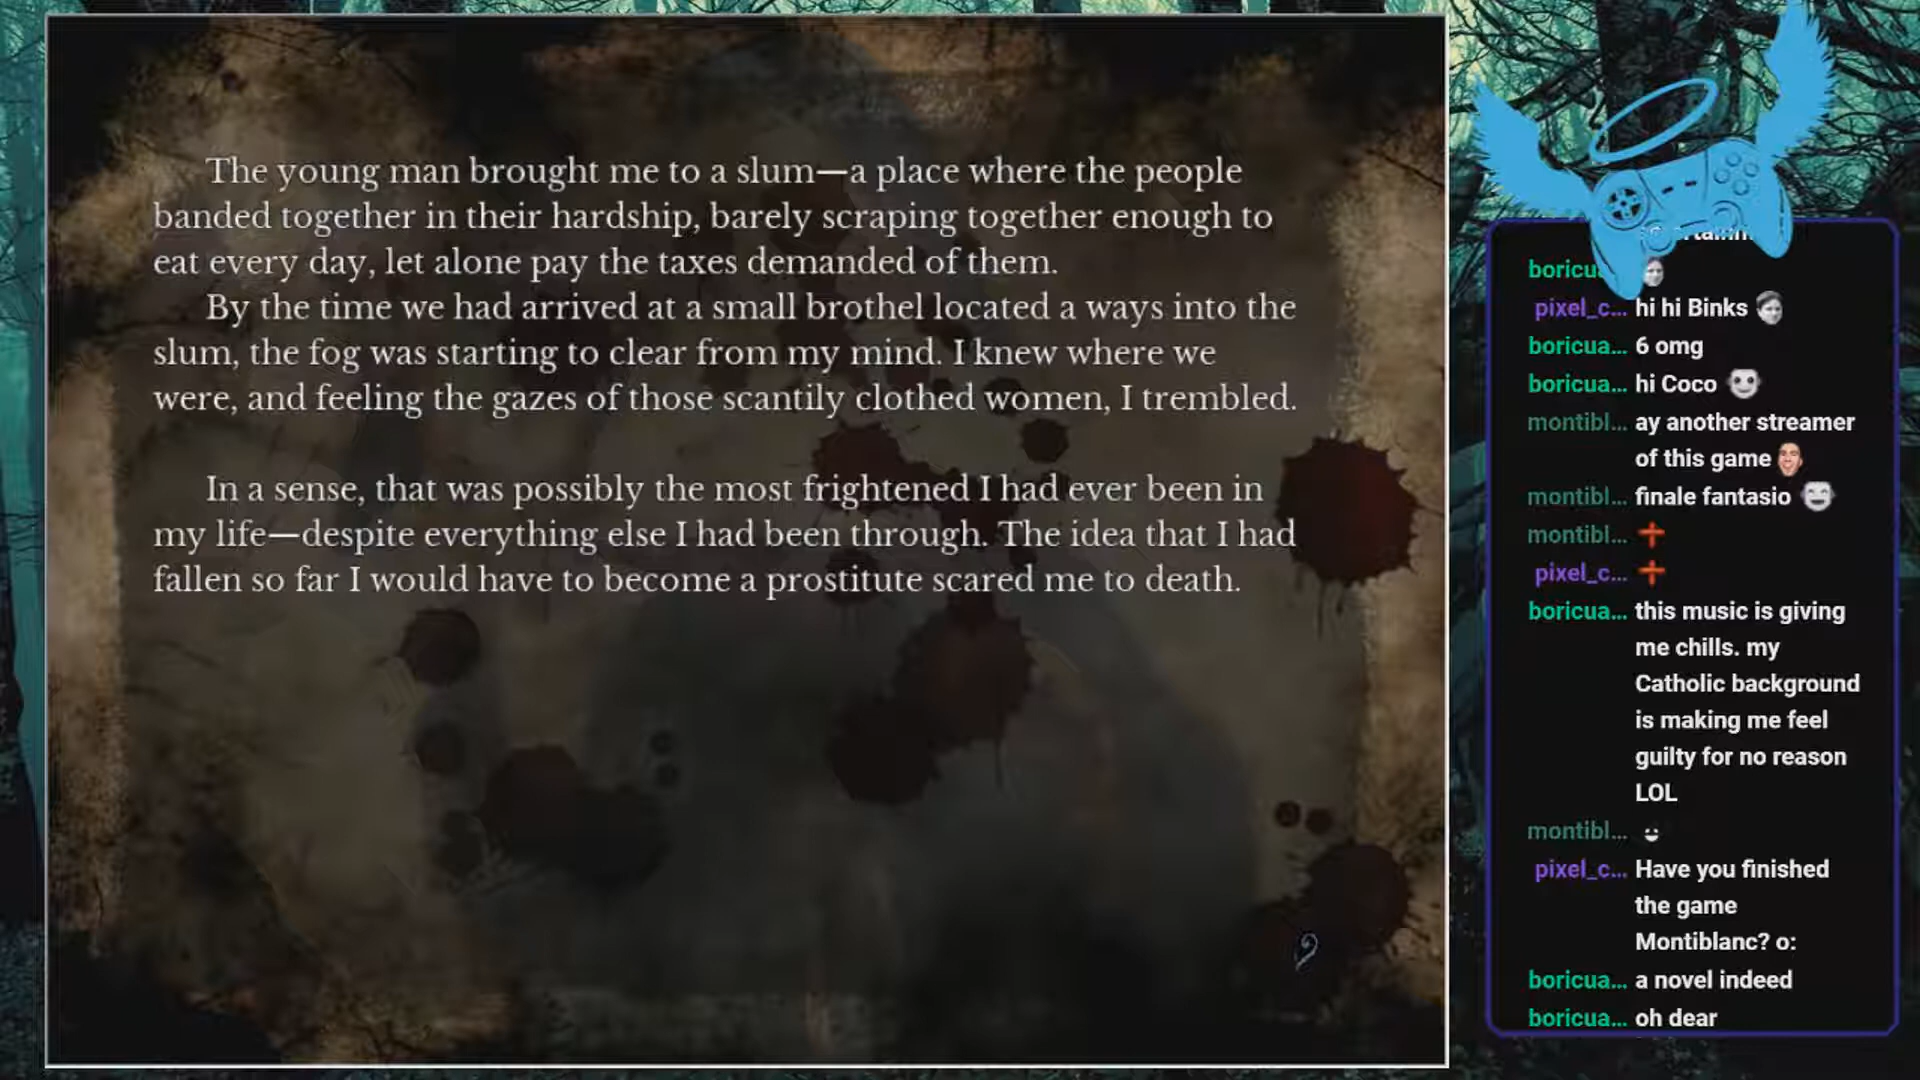 The young man brought me to a slum—a place where the people
banded together in their hardship, barely scraping together enough to
eat every day, let alone pay the taxes demanded of them.
By the time we had arrived at a small brothel located a ways into the
slum, the fog was starting to clear from my mind. I knew where we
were, and feeling the gazes of those scantily clothed women, I trembled.
In a sense, that was possibly the most frightened I had ever been in
my life—despite everything else I had been through. The idea that I had
fallen so far I would have to become a prostitute scared me to death.
boricua
pixel_c... hi hi Binks
boricua... 6 omg
boricua... hi Coco
montibl... ay another streamer
of this game
montibl... finale fantasio
montibl...
pixel_c...
boricua... this music is giving
me chills. my
Catholic background
is making me feel
guilty for no reason
LOL
montibl...
pixel_c... Have you finished
the game
Montiblanc? o:
boricua... a novel indeed
boricua... oh dear